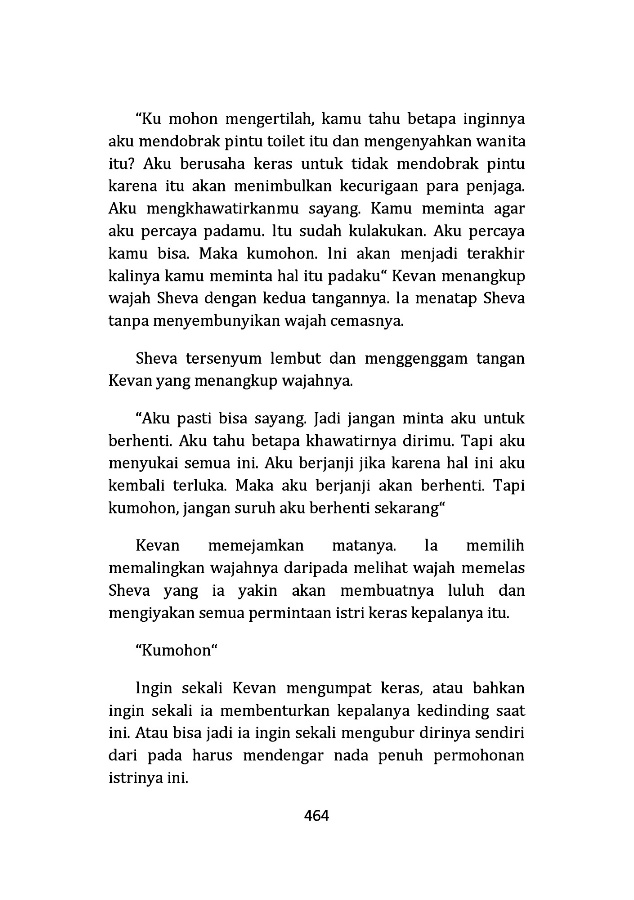 “Ku mohon mengertilah, kamu tahu betapa inginnya
aku mendobrak pintu toilet itu dan mengenyahkan wanita
itu? Aku berusaha keras untuk tidak mendobrak pintu
karena itu akan menimbulkan kecurigaan para penjaga.
Aku mengkhawatirkanmu sayang. Kamu meminta agar
aku percaya padamu. Itu sudah kulakukan. Aku percaya
kamu bisa. Maka kumohon. Ini akan menjadi terakhir
kalinya kamu meminta hal itu padaku“ Kevan menangkup
wajah Sheva dengan kedua tangannya. Ia menatap Sheva
tanpa menyembunyikan wajah cemasnya.
Sheva tersenyum lembut dan menggenggam tangan
Kevan yang menangkup wajahnya.
“Aku pasti bisa sayang. Jadi jangan minta aku untuk
berhenti. Aku tahu betapa khawatirnya dirimu. Tapi aku
menyukai semua ini. Aku berjanji jika karena hal ini aku
kembali terluka. Maka aku berjanji akan berhenti. Tapi
kumohon, jangan suruh aku berhenti sekarang“
Kevan memejamkan matanya. Ia memilih
memalingkan wajahnya daripada melihat wajah memelas
Sheva yang ia yakin akan membuatnya luluh dan
mengiyakan semua permintaan istri keras kepalanya itu.
“Kumohon“
Ingin sekali Kevan mengumpat keras, atau bahkan
ingin sekali ia membenturkan kepalanya kedinding saat
ini. Atau bisa jadi ia ingin sekali mengubur dirinya sendiri
dari pada harus mendengar nada penuh permohonan
istrinya ini.
464